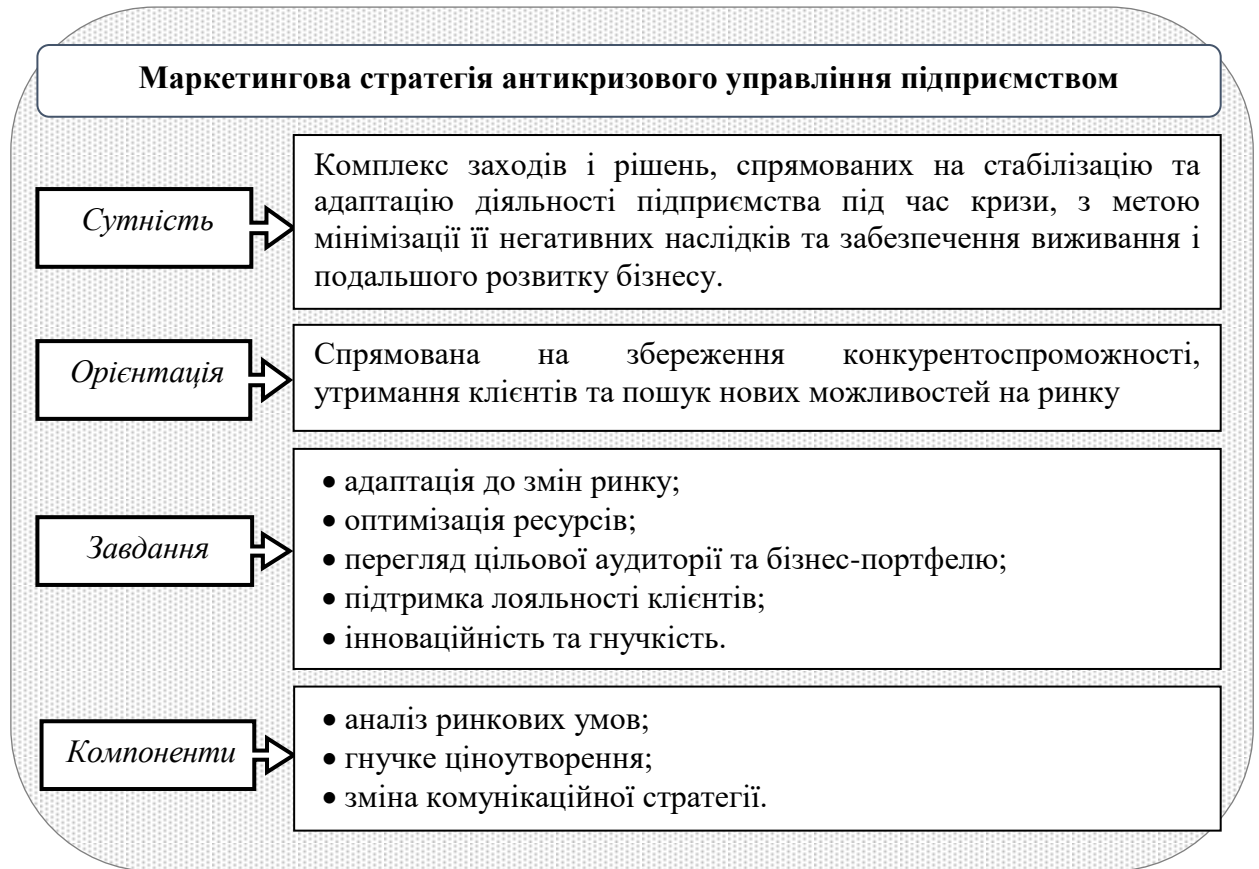 Маркетингова стратегія антикризового управління підприємством
Сутність
Комплекс заходів і рішень, спрямованих на стабілізацію та
адаптацію діяльності підприємства під час кризи, з метою
мінімізації її негативних наслідків та забезпечення виживання і
подальшого розвитку бізнесу.
Орієнтація
Спрямована на збереження конкурентоспроможності,
утримання клієнтів та пошук нових можливостей на ринку
Завдання
• адаптація до змін ринку;
• оптимізація ресурсів;
• перегляд цільової аудиторії та бізнес-портфелю;
• підтримка лояльності клієнтів;
• інноваційність та гнучкість.
Компоненти
• аналіз ринкових умов;
• гнучке ціноутворення;
• зміна комунікаційної стратегії.